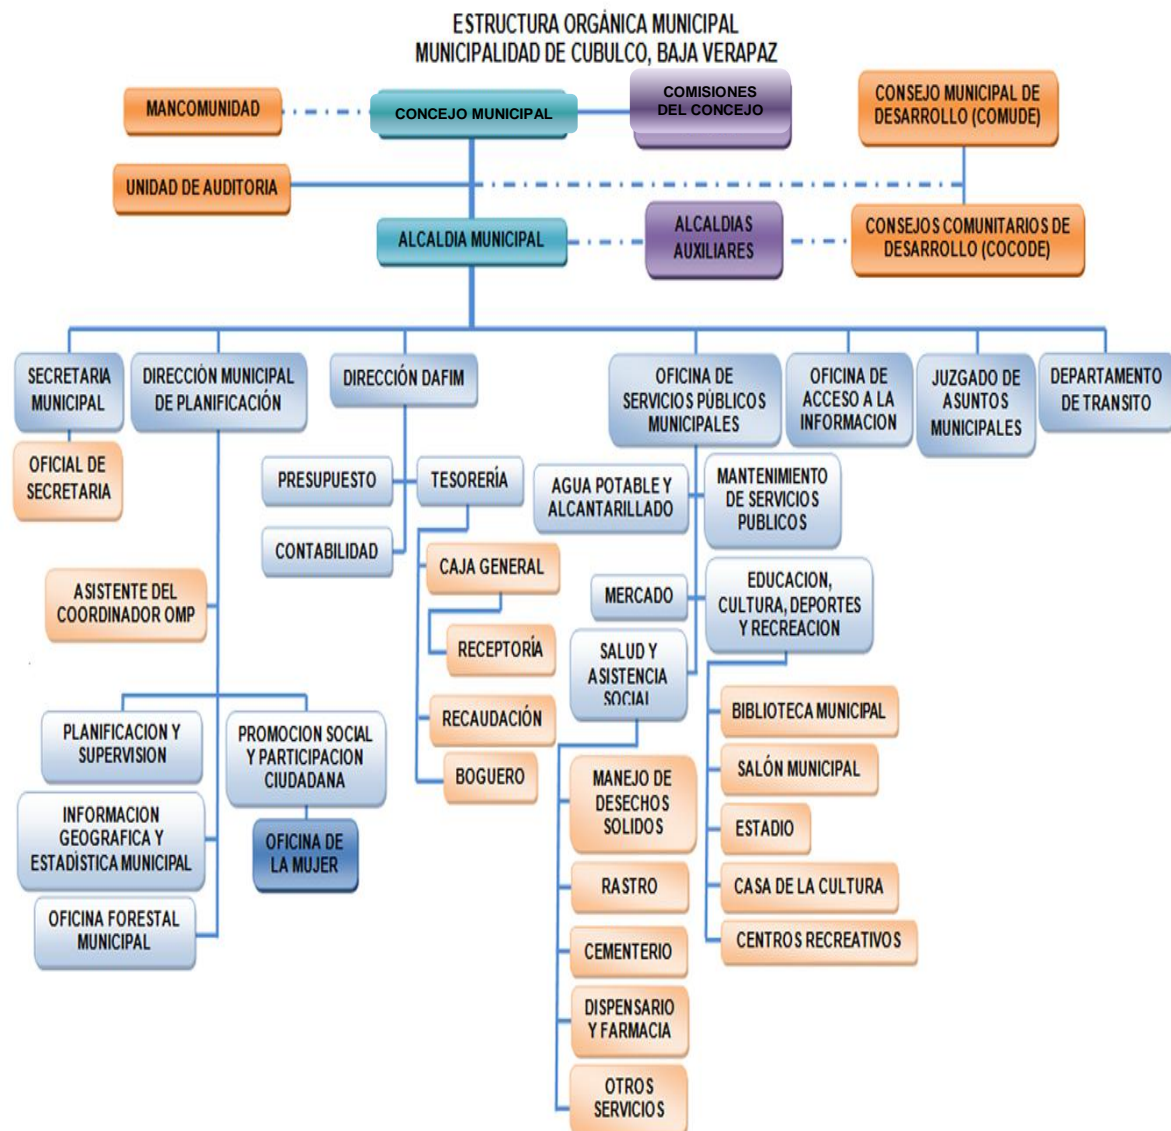 ESTRUCTURA ORGÁNICA MUNICIPAL
MUNICIPALIDAD DE CUBULCO, BAJA VERAPAZ
MANCOMUNIDAD
CONCEJO MUNICIPAL
COMISIONES
DEL CONCEJO
CONSEJO MUNICIPAL DE
DESARROLLO (COMUDE)
UNIDAD DE AUDITORIA
ALCALDIA MUNICIPAL
ALCALDIAS
AUXILIARES
CONSEJOS COMUNITARIOS DE
DESARROLLO (COCODE)
SECRETARIA
MUNICIPAL
DIRECCIÓN MUNICIPAL
DE PLANIFICACIÓN
DIRECCIÓN DAFIM
OFICINA DE
SERVICIOS PÙBLICOS
MUNICIPALES
OFICINA DE
ACCESO A LA
INFORMACION
JUZGADO DE
ASUNTOS
MUNICIPALES
DEPARTAMENTO
DE TRANSITO
OFICIAL DE
SECRETARIA
PRESUPUESTO
TESORERÍA
AGUA POTABLE Y
ALCANTARILLADO
MANTENIMIENTO
DE SERVICIOS
PUBLICOS
CONTABILIDAD
CAJA GENERAL
ASISTENTE DEL
COORDINADOR OMP
MERCADO
EDUCACION,
CULTURA, DEPORTES
Y RECREACION
RECEPTORÍA
SALUD Y
ASISTENCIA
SOCIAL
PLANIFICACION Y
SUPERVISION
PROMOCION SOCIAL
Y PARTICIPACION
CIUDADANA
RECAUDACIÓN
BIBLIOTECA MUNICIPAL
BOGUERO
MANEJO DE
DESECHOS
SOLIDOS
SALÓN MUNICIPAL
INFORMACION
GEOGRAFICA Y
ESTADÌSTICA MUNICIPAL
OFICINA DE
LA MUJER
ESTADIO
RASTRO
CASA DE LA CULTURA
OFICINA FORESTAL
MUNICIPAL
CEMENTERIO
CENTROS RECREATIVOS
DISPENSARIO
Y FARMACIA
OTROS
SERVICIOS